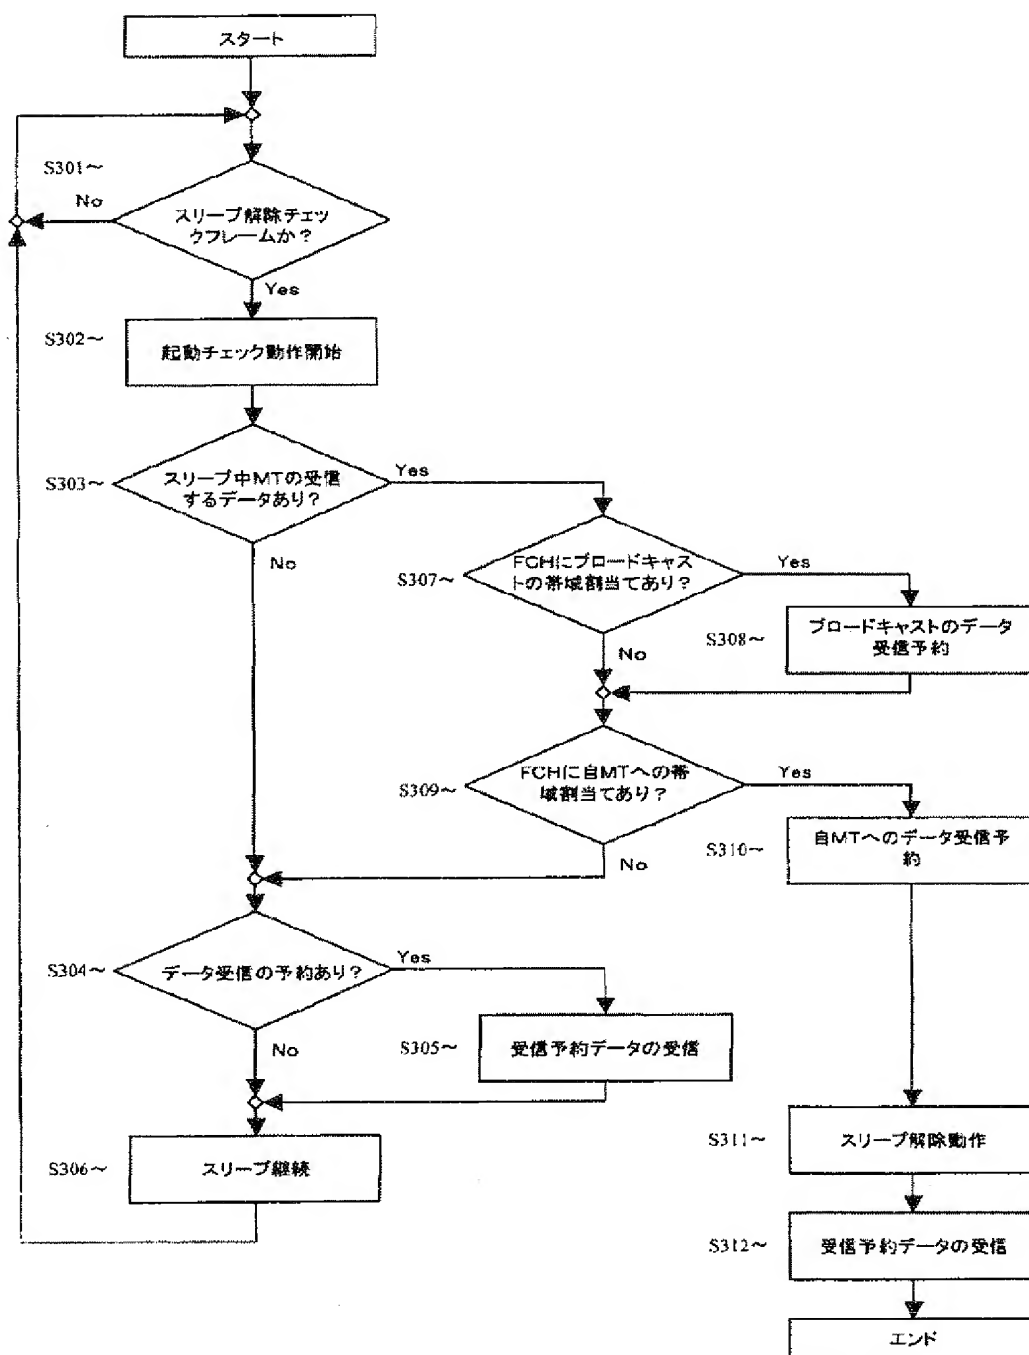 スタート
S301～
No
スリープ解除チェッ
クフレームか？
Yes
S302～
起動チェック動作開始
S303～
スリープ中MTの受信
するデータあり？
Yes
No
S307～
FCHにブロードキャス
トの帯域割当てあり？
Yes
No
S308～
ブロードキャストのデータ
受信予約
S309～
FCHに自MTへの帯
域割当てあり？
Yes
No
S310～
自MTへのデータ受信予
約
S304～
データ受信の予約あり？
Yes
No
S305～
受信予約データの受信
S306～
スリープ継続
S311～
スリープ解除動作
S312～
受信予約データの受信
エンド